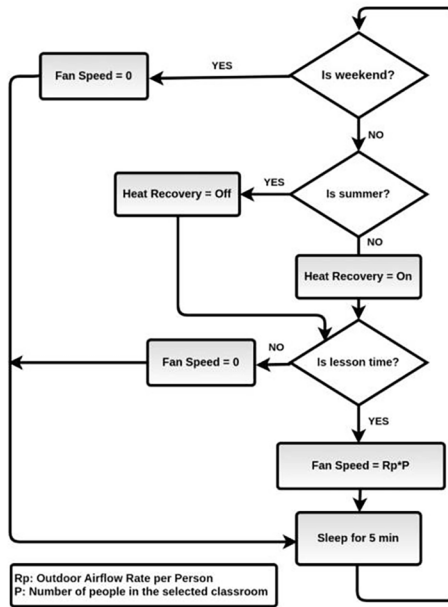 Is weekend?
YES
Fan Speed = 0
NO
Is summer?
YES
Heat Recovery = Off
NO
Heat Recovery = On
Is lesson time?
NO
Fan Speed = 0
YES
Fan Speed = Rp*P
Sleep for 5 min
Rp: Outdoor Airflow Rate per Person
P: Number of people in the selected classroom